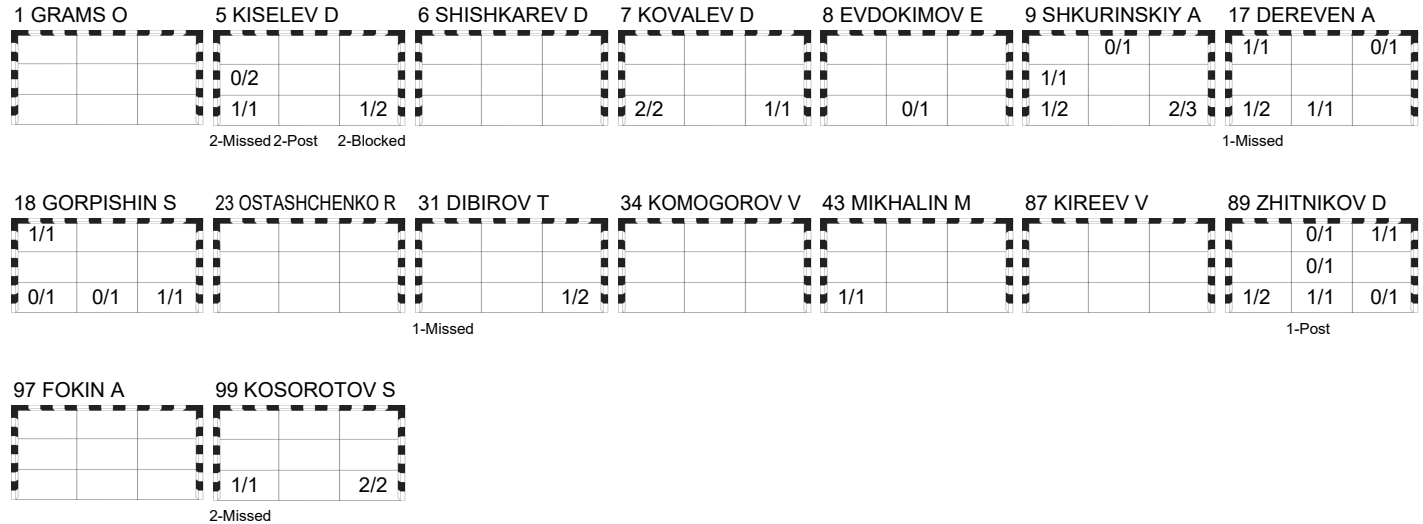 1 GRAMS O 5 KISELEV D 6 SHISHKAREV D 7 KOVALEV D 8 EVDOKIMOV E 9 SHKURINSKIY A 17 DEREVEN A
0/1 1/1 0/1
0/2 1/1
1/1 1/2 2/2 1/1 0/1 1/2 2/3 1/2 1/1
2-Missed 2-Post 2-Blocked 1-Missed
18 GORPISHIN S 23 OSTASHCHENKO R 31 DIBIROV T 34 KOMOGOROV V 43 MIKHALIN M 87 KIREEV V 89 ZHITNIKOV D
1/1 0/1 1/1
0/1
0/1 0/1 1/1 1/2 1/1 1/2 1/1 0/1
1-Missed 1-Post
97 FOKIN A 99 KOSOROTOV S
1/1 2/2
2-Missed